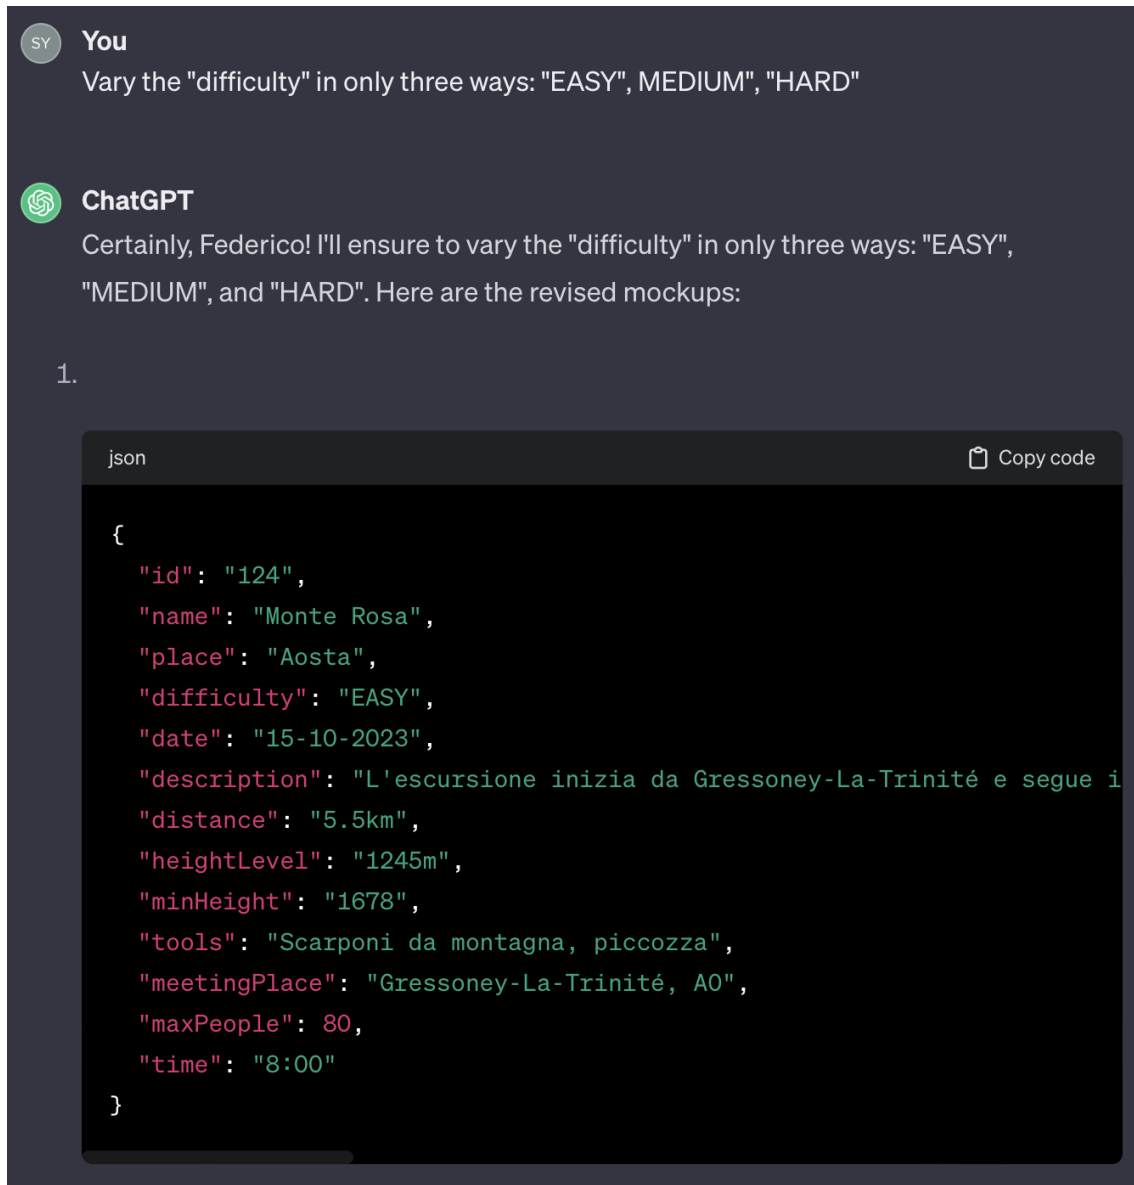 SY
You
Vary the "difficulty" in only three ways: "EASY", MEDIUM", "HARD"
ChatGPT
Certainly, Federico! I'll ensure to vary the "difficulty" in only three ways: "EASY",
"MEDIUM", and "HARD". Here are the revised mockups:
1.
json
Copy code
{
"id": "124",
"name": "Monte Rosa",
"place": "Aosta",
"difficulty": "EASY",
"date": "15-10-2023",
"description": "L'escursione inizia da Gressoney-La-Trinité e segue i
"distance": "5.5km",
"heightLevel": "1245m",
"minHeight": "1678",
"tools": "Scarponi da montagna, piccozza",
"meetingPlace": "Gressoney-La-Trinité, AO",
"maxPeople": 80,
"time": "8:00"
}